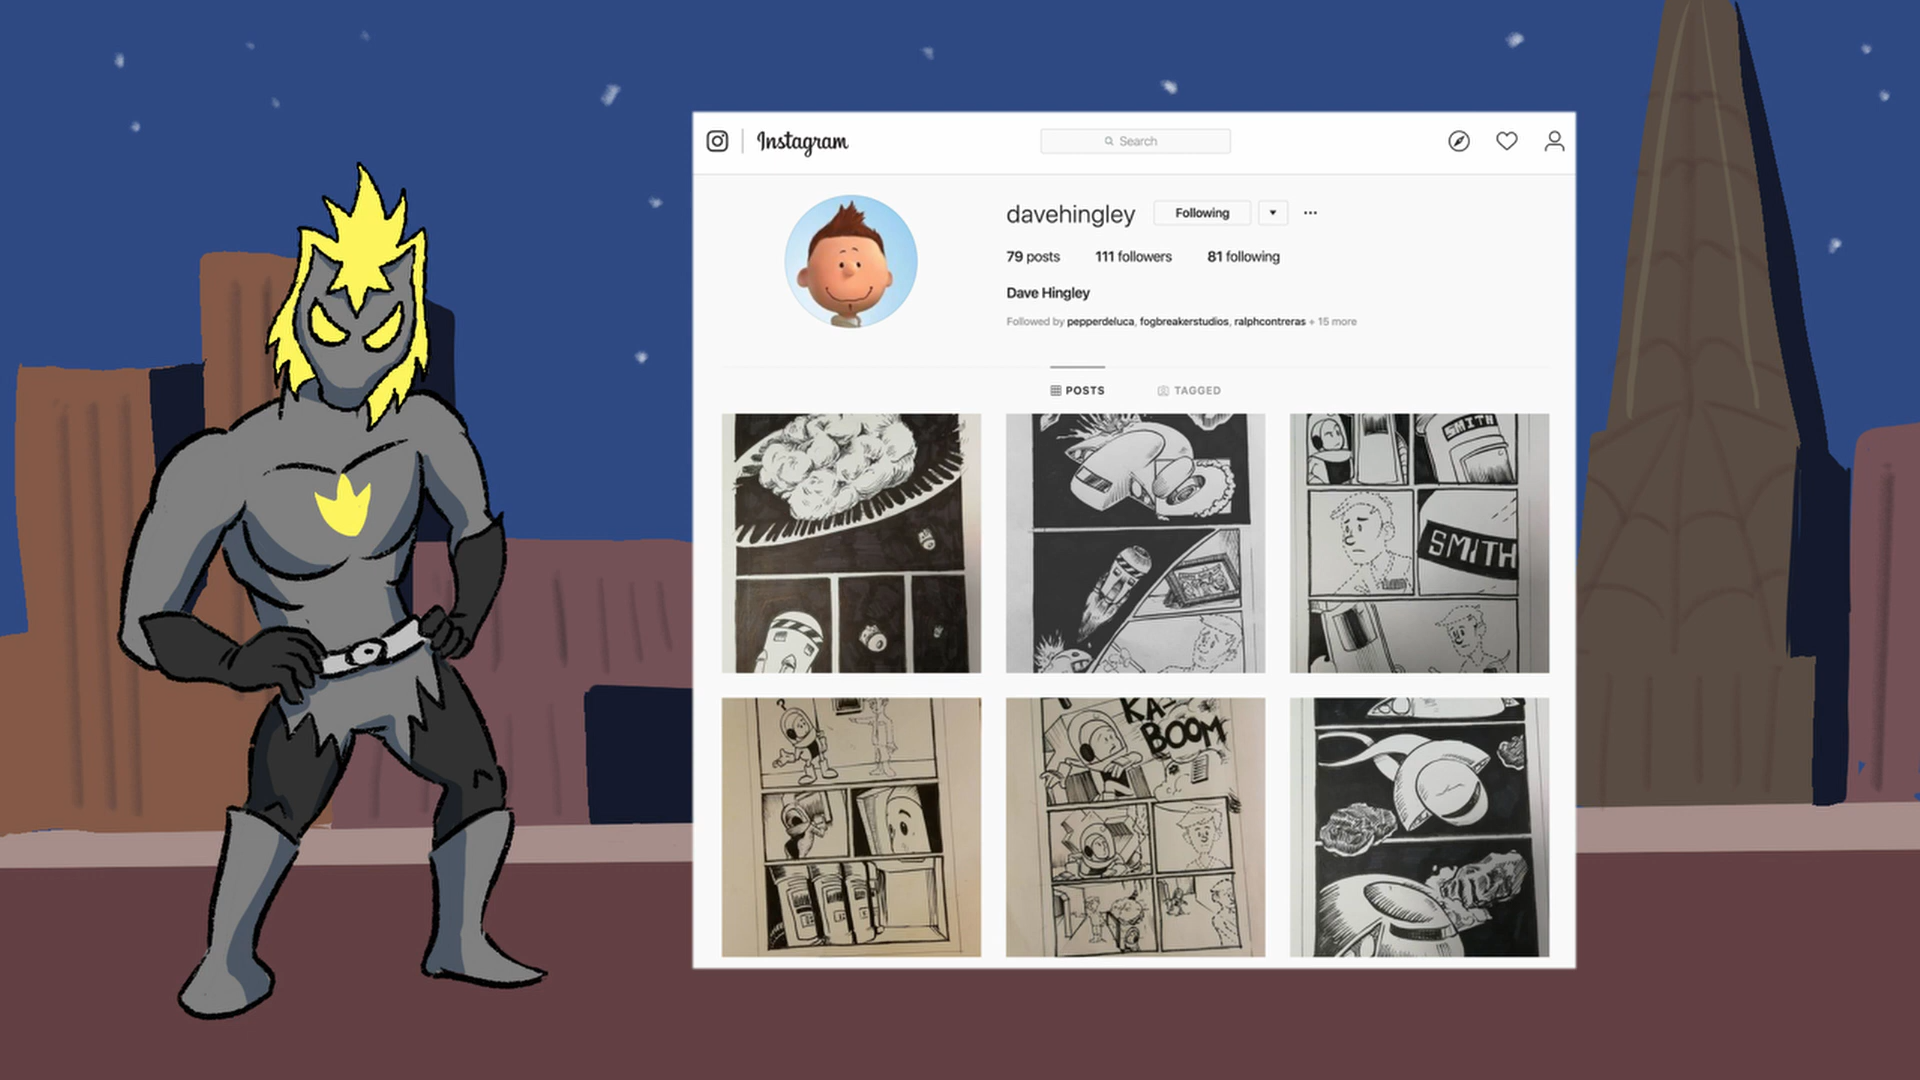 Instagram
Search
davehingley
Following
79 posts 111 followers 81 following
Dave Hingley
Followed by pepperdeluca, fogbreakerstudios, ralphcontreras + 15 more
POSTS
TAGGED
SMITH
SMITH
?
KA-
BOOM